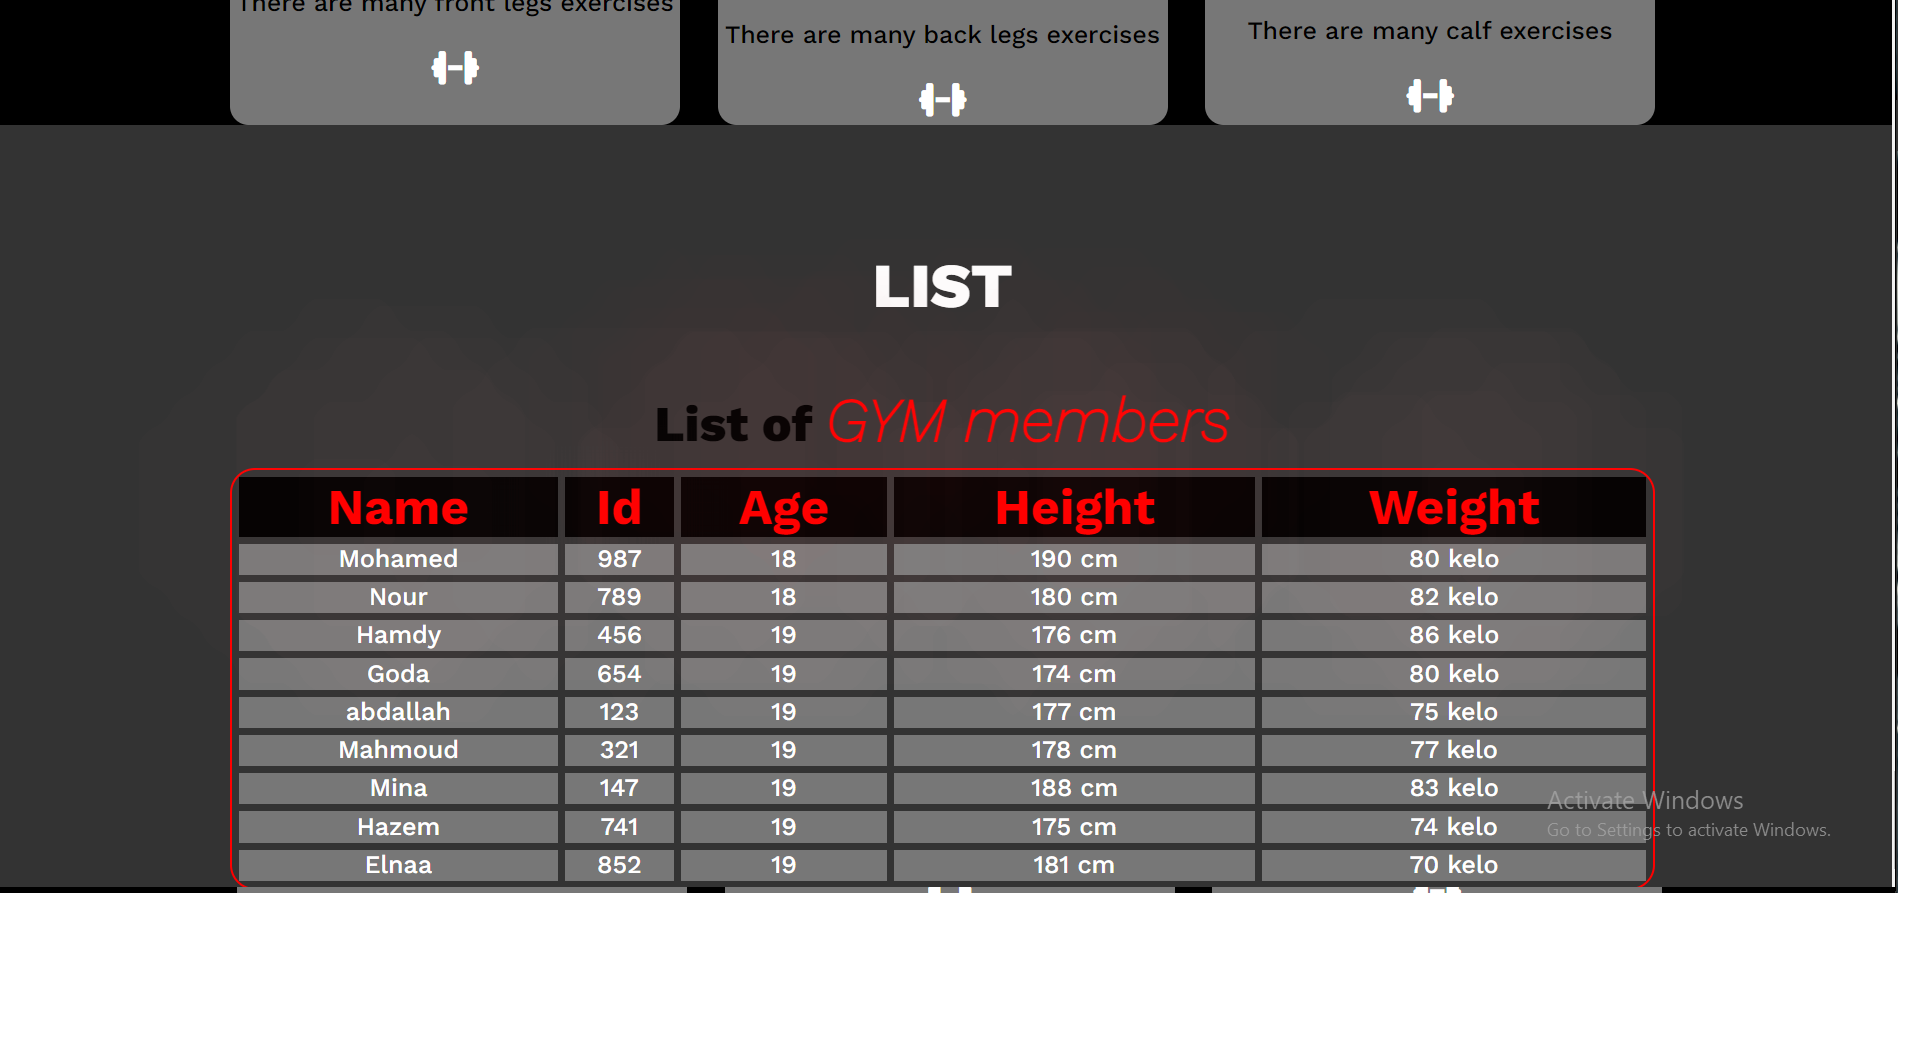 There are many front legs exercises
There are many back legs exercises
There are many calf exercises
LIST
List of GYM members
Name Id Age Height Weight
Mohamed 987 18 190 cm 80 kelo
Nour 789 18 180 cm 82 kelo
Hamdy 456 19 176 cm 86 kelo
Goda 654 19 174 cm 80 kelo
abdallah 123 19 177 cm 75 kelo
Mahmoud 321 19 178 cm 77 kelo
Mina 147 19 188 cm 83 kelo
Hazem 741 19 175 cm 74 kelo
Elnaa 852 19 181 cm 70 kelo
Activate Windows
Go to Settings to activate Windows.